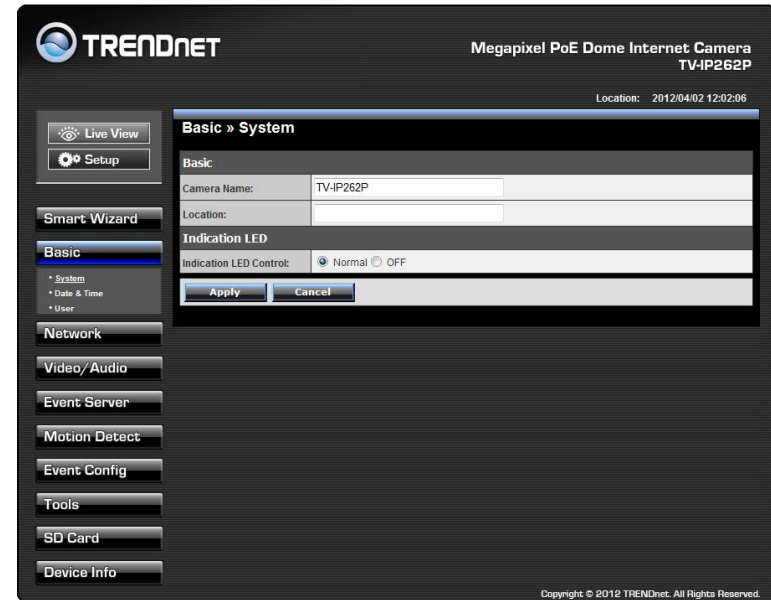 TRENDNET
Megapixel PoE Dome Internet Camera
TV-IP262P
Location: 2012/04/02 12:02:06
Live View
Setup
Smart Wizard
Basic
• System
• Date & Time
• User
Network
Video/Audio
Event Server
Motion Detect
Event Config
Tools
SD Card
Device Info
Basic » System
Basic
Camera Name: TV-IP262P
Location:
Indication LED
Indication LED Control: Normal OFF
Apply Cancel
Copyright © 2012 TRENDnet. All Rights Reserved.